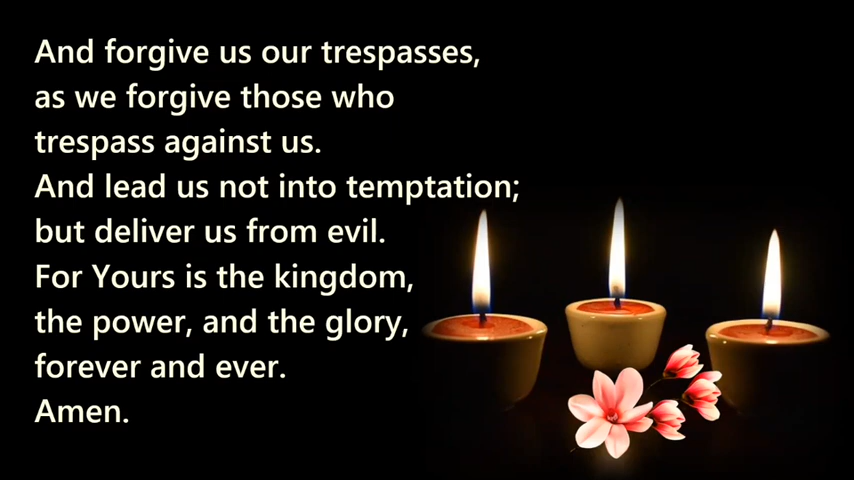 And forgive us our trespasses,
as we forgive those who
trespass against us.
And lead us not into temptation;
but deliver us from evil.
For Yours is the kingdom,
the power, and the glory,
forever and ever.
Amen.